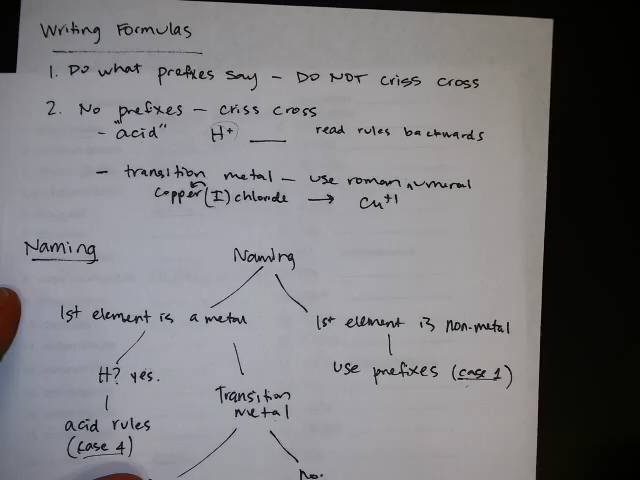 Writing Formulas
1. Do what prefixes say - DO NOT criss cross
2. No prefixes - criss cross
- "acid" H+ ____ read rules backwards
- transition metal - use roman numeral
copper (I) chloride → Cu+1
Naming
Naming
1st element is a metal
1st element is non-metal
H? yes.
use prefixes (case 1)
Transition metal
acid rules
(case 4)
No.